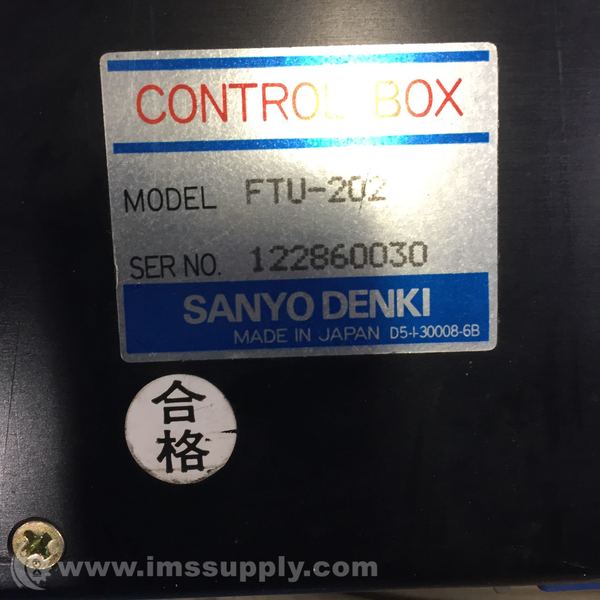 CONTROL BOX
MODEL FTU-202
SER NO. 122860030
SANYO DENKI
MADE IN JAPAN D5-I-30008-6B
合
格
www.imssupply.com